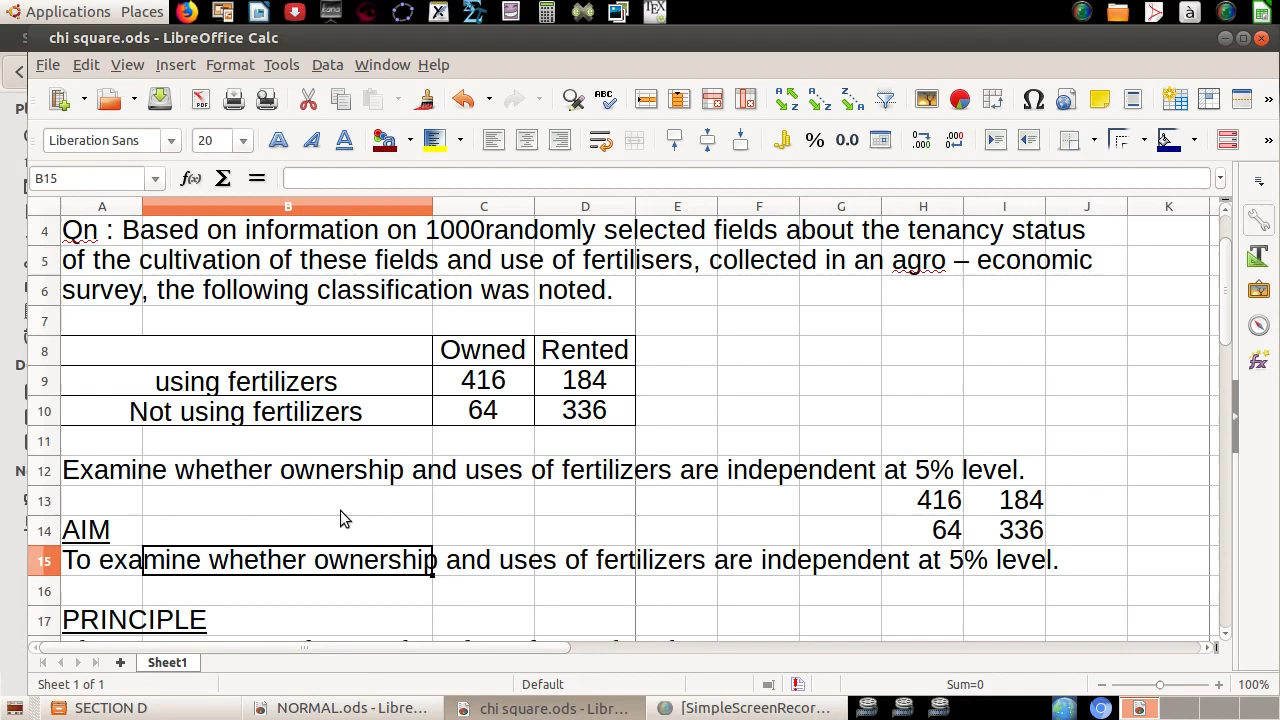 Applications Places
chi square.ods - LibreOffice Calc
File Edit View Insert Format Tools Data Window Help
Liberation Sans 20
B15
A B C D E F G H I J K
4 Qn : Based on information on 1000randomly selected fields about the tenancy status
5 of the cultivation of these fields and use of fertilisers, collected in an agro – economic
6 survey, the following classification was noted.
7
8 Owned Rented
9 using fertilizers 416 184
10 Not using fertilizers 64 336
11
12 Examine whether ownership and uses of fertilizers are independent at 5% level.
13 416 184
14 AIM 64 336
15 To examine whether ownership and uses of fertilizers are independent at 5% level.
16
17 PRINCIPLE
Sheet1
Sheet 1 of 1 Default Sum=0 100%
SECTION D NORMAL.ods - Libre... chi square.ods - Libr... [SimpleScreenRecor...